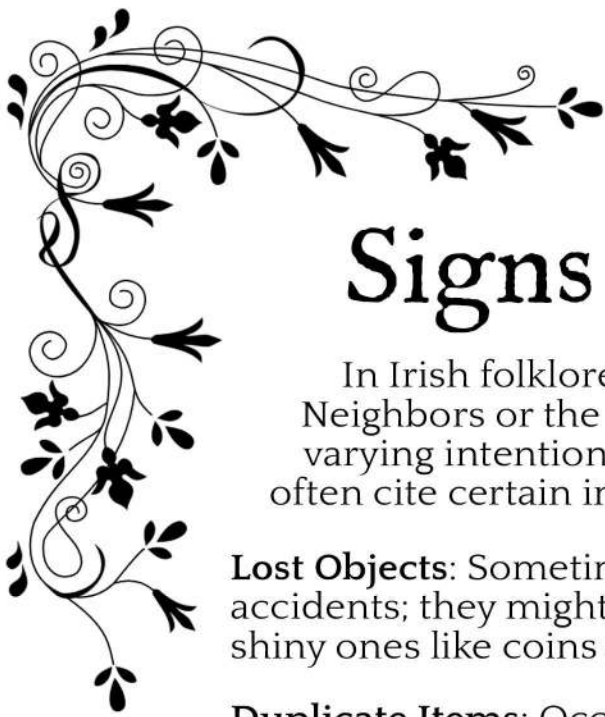 Signs
In Irish folklore
Neighbors or the
varying intention
often cite certain i
Lost Objects: Sometin
accidents; they might
shiny ones like coins
Duplicate Items: Occ